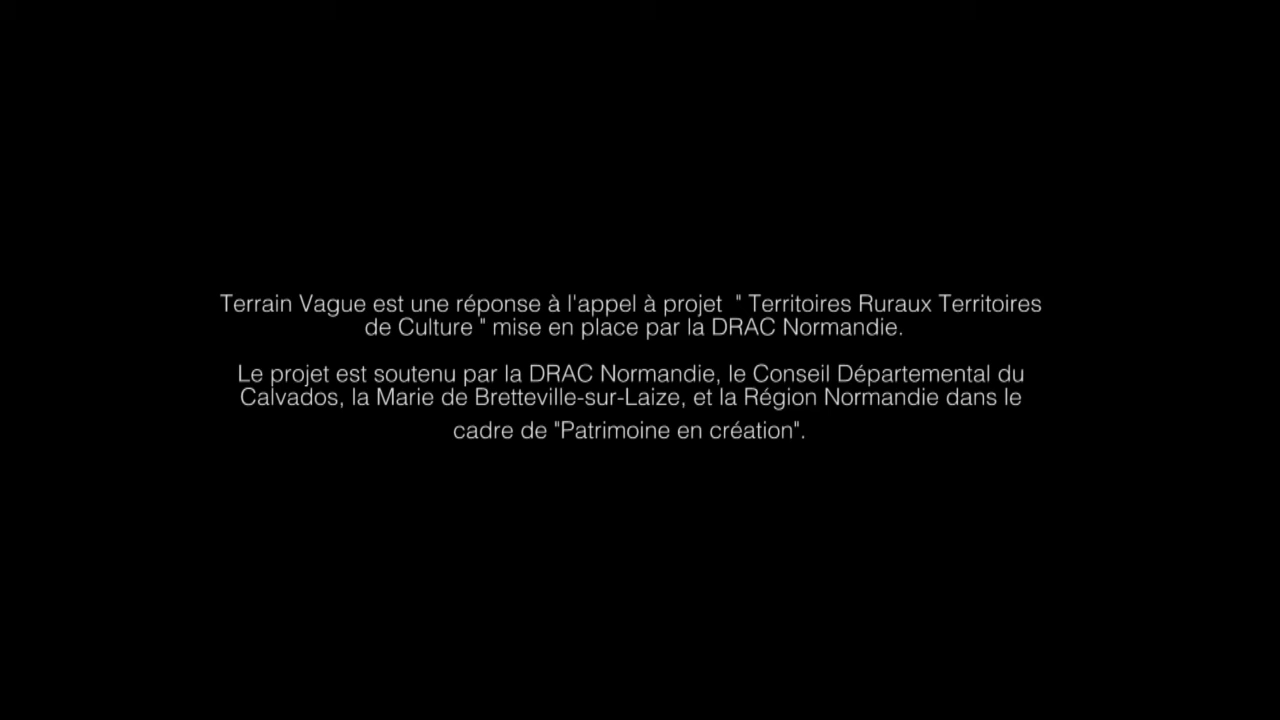 Terrain Vague est une réponse à l'appel à projet  " Territoires Ruraux Territoires
de Culture " mise en place par la DRAC Normandie.
Le projet est soutenu par la DRAC Normandie, le Conseil Départemental du
Calvados, la Marie de Bretteville-sur-Laize, et la Région Normandie dans le
cadre de "Patrimoine en création".